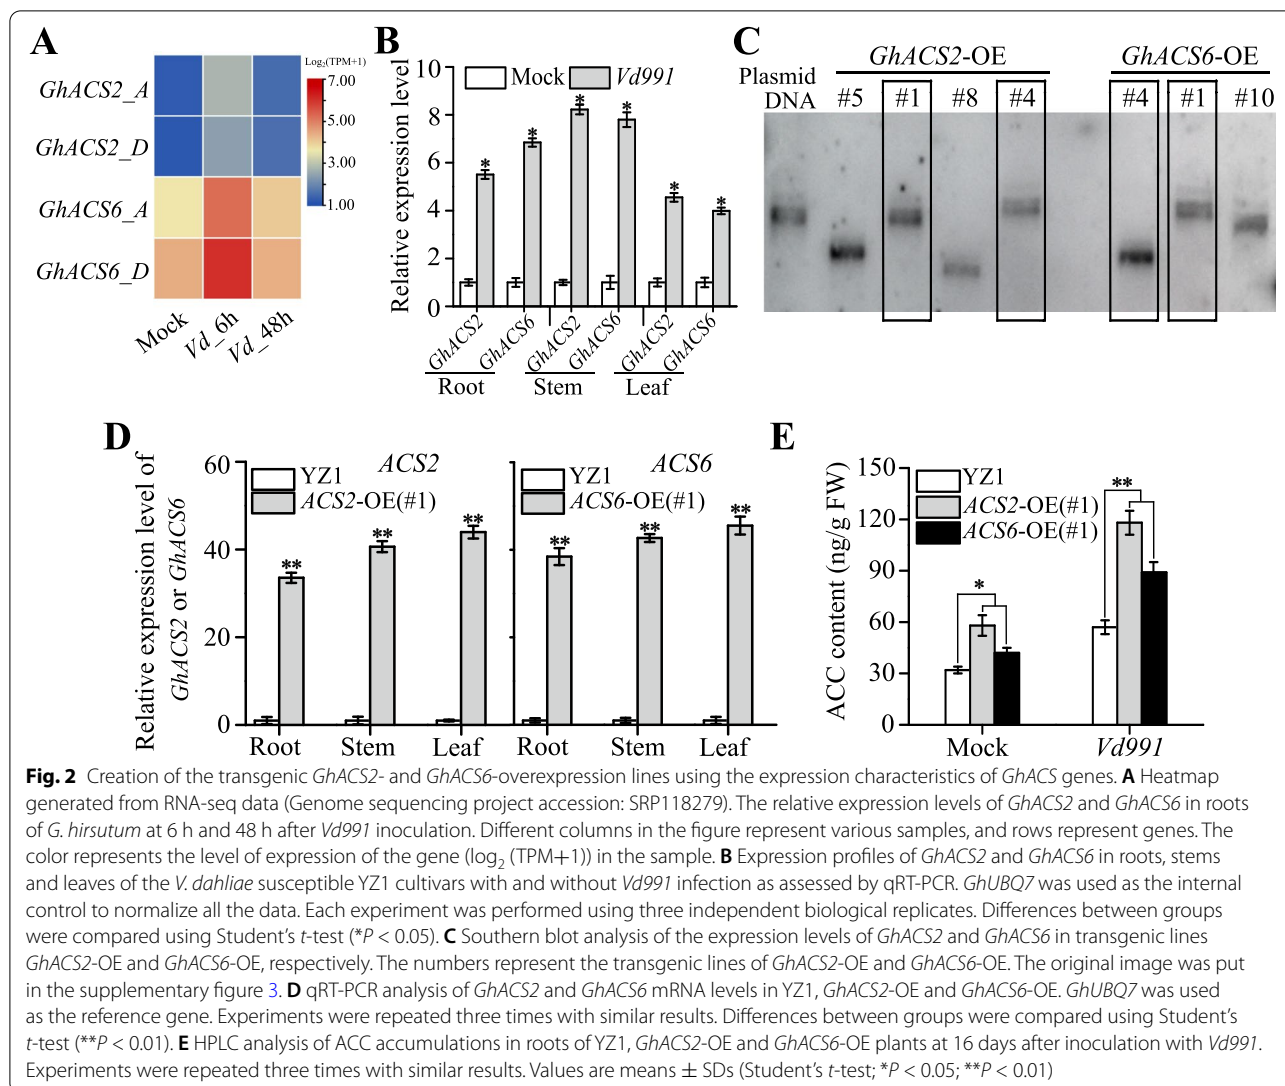 A
Log2(TPM+1)
7.00
5.00
3.00
1.00
GhACS2_A
GhACS2_D
GhACS6_A
GhACS6_D
Mock
Vd_6h
Vd_48h
B
Relative expression level
10
8
6
4
2
0
Mock
Vd991
*
*
*
*
*
*
GhACS2
GhACS6
GhACS2
GhACS6
GhACS2
GhACS6
Root
Stem
Leaf
C
GhACS2-OE
GhACS6-OE
Plasmid
DNA
#5
#1
#8
#4
#4
#1
#10
D
Relative expression level of
GhACS2 or GhACS6
60
40
20
0
ACS2
YZ1
ACS2-OE(#1)
**
**
**
Root
Stem
Leaf
ACS6
YZ1
ACS6-OE(#1)
**
**
**
Root
Stem
Leaf
E
ACC content (ng/g FW)
150
120
90
60
30
0
YZ1
ACS2-OE(#1)
ACS6-OE(#1)
*
**
Mock
Vd991
Fig. 2 Creation of the transgenic GhACS2- and GhACS6-overexpression lines using the expression characteristics of GhACS genes. A Heatmap
generated from RNA-seq data (Genome sequencing project accession: SRP118279). The relative expression levels of GhACS2 and GhACS6 in roots
of G. hirsutum at 6 h and 48 h after Vd991 inoculation. Different columns in the figure represent various samples, and rows represent genes. The
color represents the level of expression of the gene (log2 (TPM+1)) in the sample. B Expression profiles of GhACS2 and GhACS6 in roots, stems
and leaves of the V. dahliae susceptible YZ1 cultivars with and without Vd991 infection as assessed by qRT-PCR. GhUBQ7 was used as the internal
control to normalize all the data. Each experiment was performed using three independent biological replicates. Differences between groups
were compared using Student's t-test (*P < 0.05). C Southern blot analysis of the expression levels of GhACS2 and GhACS6 in transgenic lines
GhACS2-OE and GhACS6-OE, respectively. The numbers represent the transgenic lines of GhACS2-OE and GhACS6-OE. The original image was put
in the supplementary figure 3. D qRT-PCR analysis of GhACS2 and GhACS6 mRNA levels in YZ1, GhACS2-OE and GhACS6-OE. GhUBQ7 was used
as the reference gene. Experiments were repeated three times with similar results. Differences between groups were compared using Student's
t-test (**P < 0.01). E HPLC analysis of ACC accumulations in roots of YZ1, GhACS2-OE and GhACS6-OE plants at 16 days after inoculation with Vd991.
Experiments were repeated three times with similar results. Values are means ± SDs (Student's t-test; *P < 0.05; **P < 0.01)